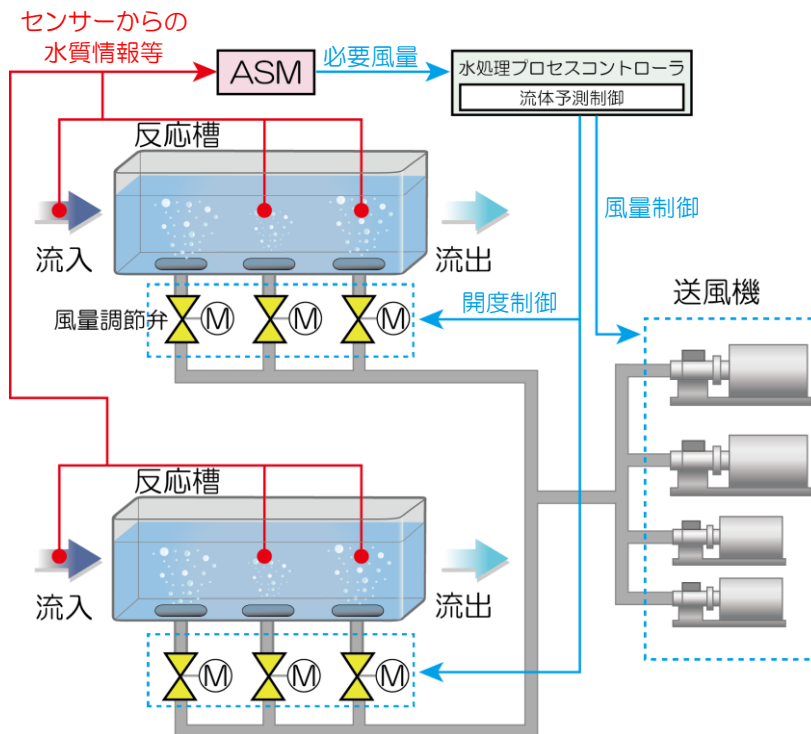 センサーからの
水質情報等
ASM
必要風量
水処理プロセスコントローラ
流体予測制御
反応槽
風量制御
流入
流出
送風機
開度制御
風量調節弁
M
M
M
反応槽
流入
流出
M
M
M